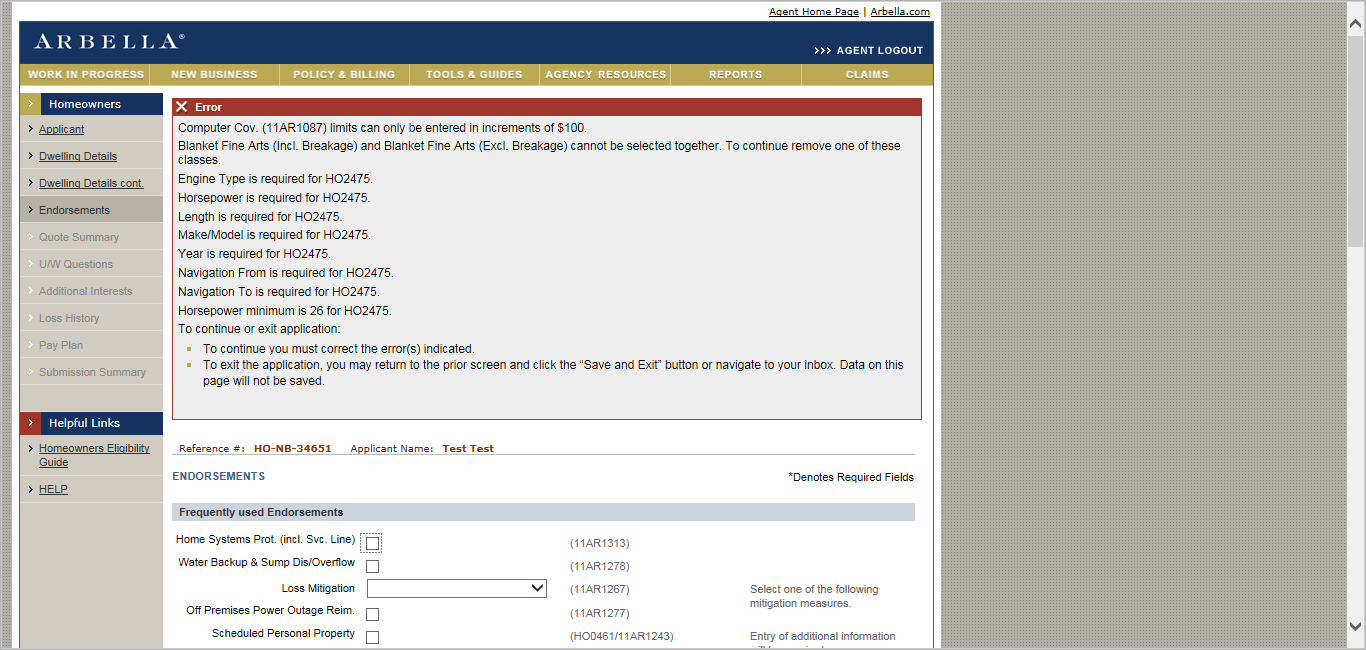 Agent Home Page | Arbella.com
ARBELLA®
>>> AGENT LOGOUT
WORK IN PROGRESS NEW BUSINESS POLICY & BILLING TOOLS & GUIDES AGENCY RESOURCES REPORTS CLAIMS
Homeowners
Applicant
Dwelling Details
Dwelling Details cont.
Endorsements
Quote Summary
U/W Questions
Additional Interests
Loss History
Pay Plan
Submission Summary
Helpful Links
Homeowners Eligibility
Guide
HELP
Error
Computer Cov. (11AR1087) limits can only be entered in increments of $100.
Blanket Fine Arts (Incl. Breakage) and Blanket Fine Arts (Excl. Breakage) cannot be selected together. To continue remove one of these
classes.
Engine Type is required for HO2475.
Horsepower is required for HO2475.
Length is required for HO2475.
Make/Model is required for HO2475.
Year is required for HO2475.
Navigation From is required for HO2475.
Navigation To is required for HO2475.
Horsepower minimum is 26 for HO2475.
To continue or exit application:
To continue you must correct the error(s) indicated.
To exit the application, you may return to the prior screen and click the “Save and Exit” button or navigate to your inbox. Data on this
page will not be saved.
Reference #: HO-NB-34651 Applicant Name: Test Test
ENDORSEMENTS
*Denotes Required Fields
Frequently used Endorsements
Home Systems Prot. (incl. Svc. Line) (11AR1313)
Water Backup & Sump Dis/Overflow (11AR1278)
Loss Mitigation (11AR1267) Select one of the following
mitigation measures.
Off Premises Power Outage Reim. (11AR1277)
Scheduled Personal Property (HO0461/11AR1243) Entry of additional information